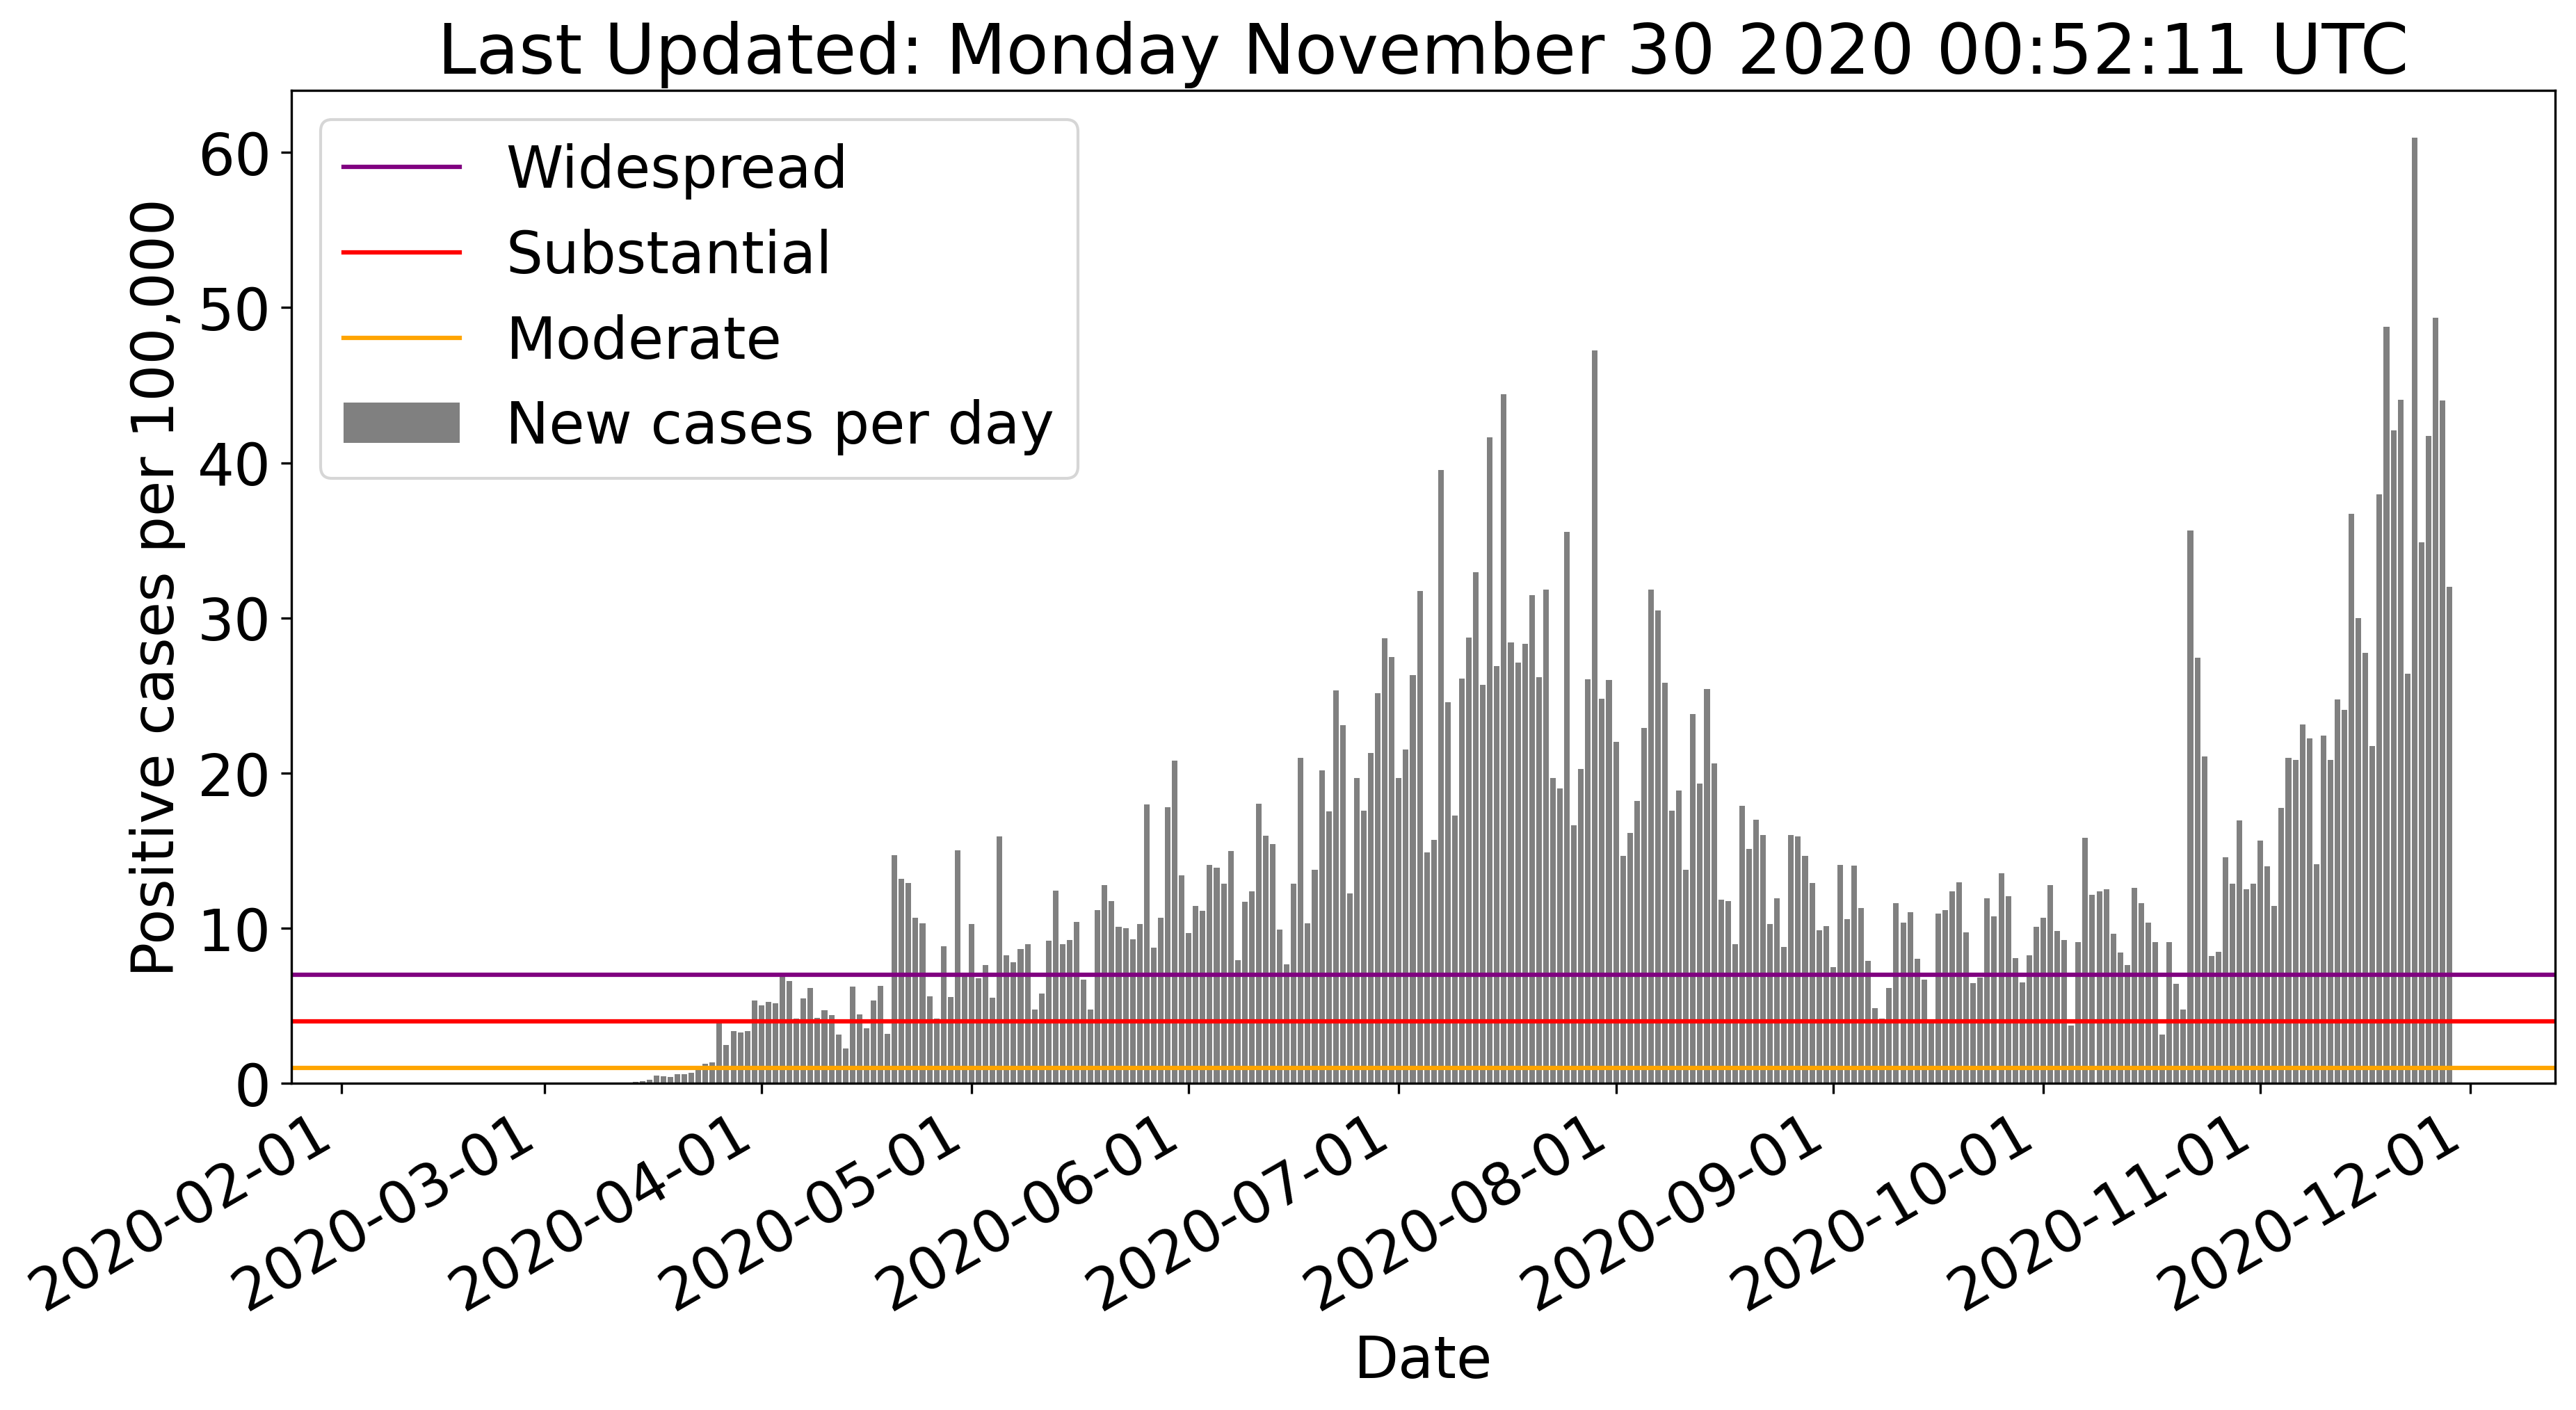 Last Updated: Monday November 30 2020 00:52:11 UTC
Positive cases per 100,000
60
50
40
30
20
10
0
Widespread
Substantial
Moderate
New cases per day
2020-02-01
2020-03-01
2020-04-01
2020-05-01
2020-06-01
2020-07-01
2020-08-01
2020-09-01
2020-10-01
2020-11-01
2020-12-01
Date